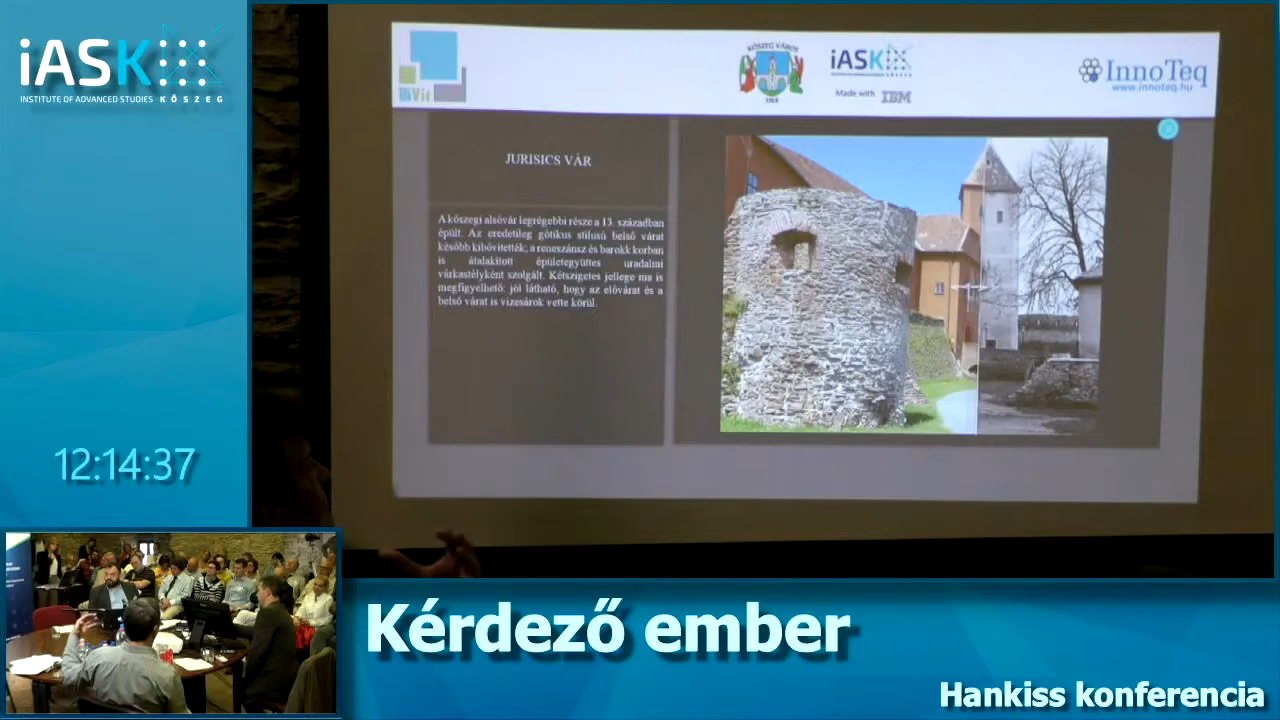 iASK
INSTITUTE OF ADVANCED STUDIES KŐSZEG
KŐSZEG VÁROS
iASK
Made with IBM
InnoTeq
www.innoteq.hu
JURISICS VÁR
A kőszegi alsóvár legrégebbi része a 13. században
épült. Az eredetileg gótikus stílusú belső várat
később kibővítették; a reneszánsz és barokk korban
is átalakított épületegyüttes uradalmi
várkastélyként szolgált. Kétszigetes jellege ma is
megfigyelhető: jól látható, hogy az elővárat és a
belső várat is vizesárok vette körül.
12:14:37
Kérdező ember
Hankiss konferencia